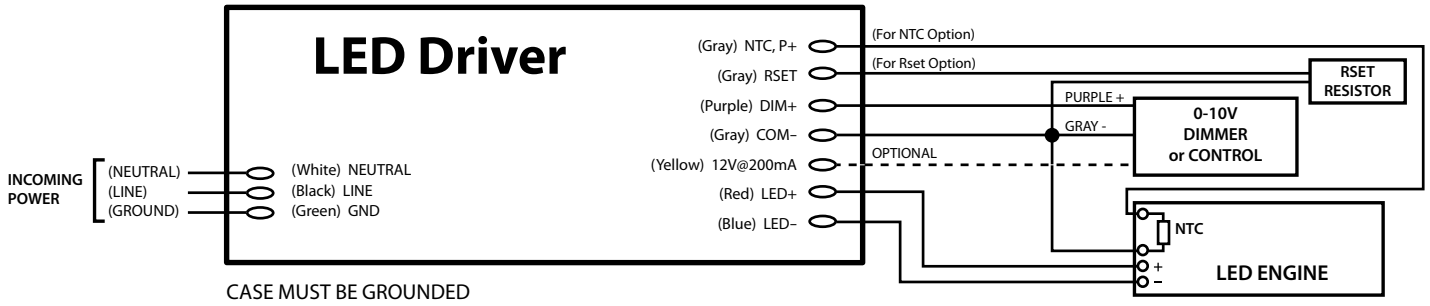 LED Driver
(Gray) NTC, P+
(For NTC Option)
(Gray) RSET
(For Rset Option)
RSET
RESISTOR
(Purple) DIM+
PURPLE +
0-10V
DIMMER
or CONTROL
(Gray) COM–
GRAY -
(Yellow) 12V@200mA
OPTIONAL
INCOMING
POWER
(NEUTRAL)
(LINE)
(GROUND)
(White) NEUTRAL
(Black) LINE
(Green) GND
(Red) LED+
(Blue) LED–
NTC
+
–
LED ENGINE
CASE MUST BE GROUNDED